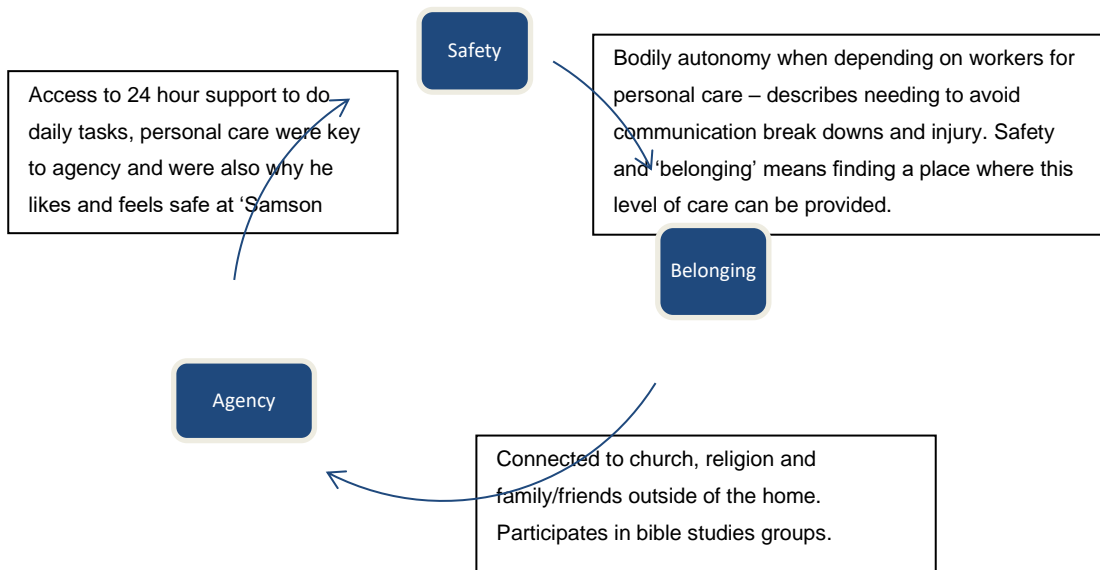 Safety
Access to 24 hour support to do
daily tasks, personal care were key
to agency and were also why he
likes and feels safe at ‘Samson
Bodily autonomy when depending on workers for
personal care – describes needing to avoid
communication break downs and injury. Safety
and ‘belonging’ means finding a place where this
level of care can be provided.
Belonging
Agency
Connected to church, religion and
family/friends outside of the home.
Participates in bible studies groups.